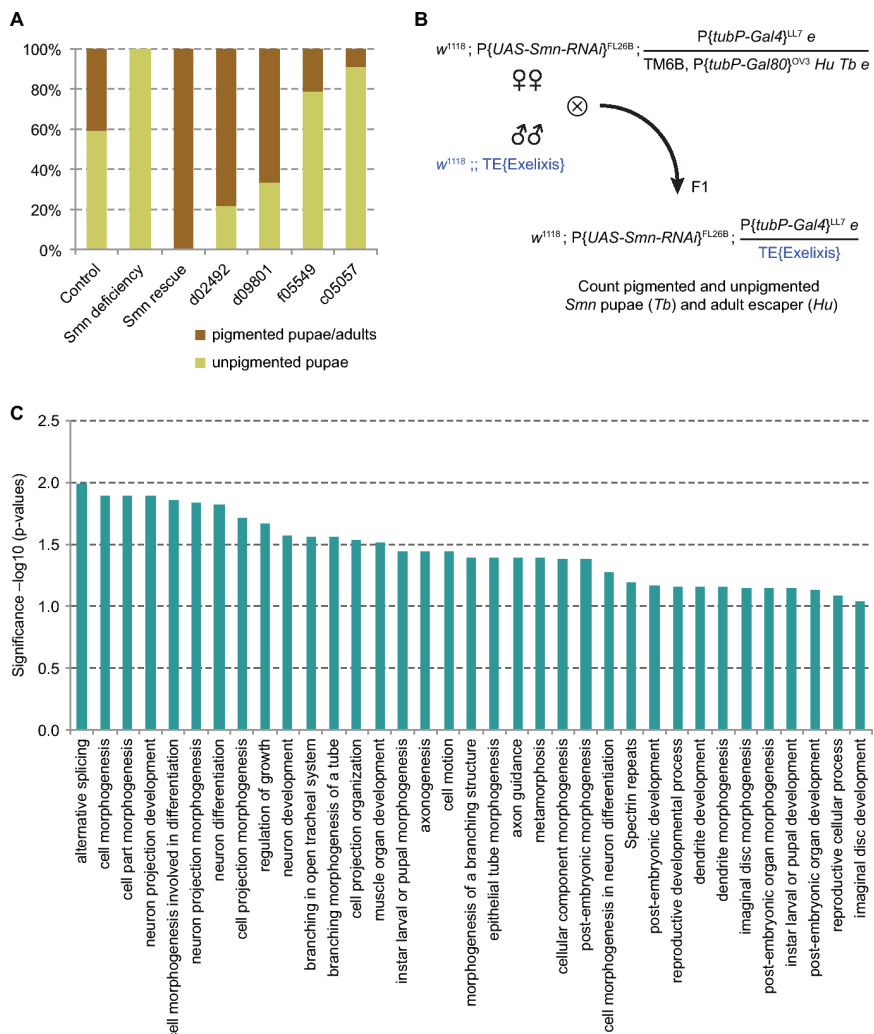 A
100%
80%
60%
40%
20%
0%
Control
Smn deficiency
Smn rescue
d02492
d09801
f05549
c05057
pigmented pupae/adults
unpigmented pupae
B
w1118 ; P{UAS-Smn-RNAi}FL26B ; P{tubP-Gal4}LL7 e
TM6B, P{tubP-Gal80}OV3 Hu Tb e
♀♀
⊗
♂♂
w1118 ;; TE{Exelixis}
F1
w1118 ; P{UAS-Smn-RNAi}FL26B ; P{tubP-Gal4}LL7 e
TE{Exelixis}
Count pigmented and unpigmented
Smn pupae (Tb) and adult escaper (Hu)
C
Significance –log10 (p-values)
2.5
2.0
1.5
1.0
0.5
0.0
alternative splicing
cell morphogenesis
cell part morphogenesis
neuron projection development
cell morphogenesis involved in differentiation
neuron projection morphogenesis
neuron differentiation
cell projection morphogenesis
regulation of growth
neuron development
branching in open tracheal system
branching morphogenesis of a tube
cell projection organization
muscle organ development
instar larval or pupal morphogenesis
axonogenesis
cell motion
morphogenesis of a branching structure
epithelial tube morphogenesis
axon guidance
metamorphosis
cellular component morphogenesis
post-embryonic morphogenesis
cell morphogenesis in neuron differentiation
Spectrin repeats
post-embryonic development
reproductive developmental process
dendrite development
dendrite morphogenesis
imaginal disc morphogenesis
post-embryonic organ morphogenesis
instar larval or pupal development
post-embryonic organ development
reproductive cellular process
imaginal disc development